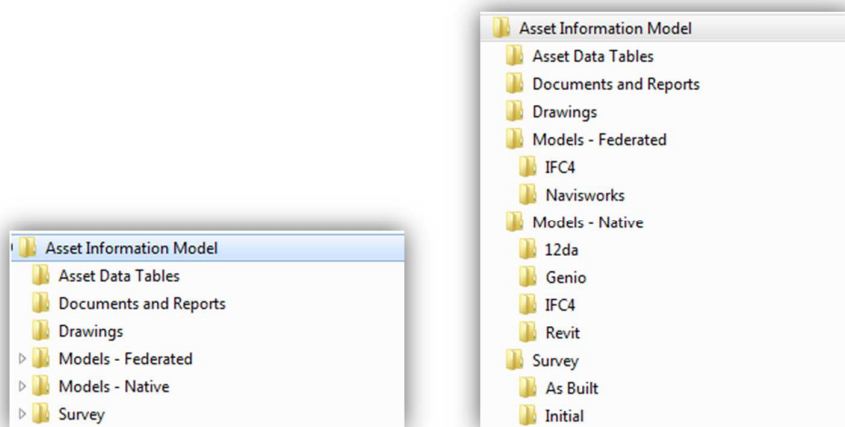 Asset Information Model
Asset Data Tables
Documents and Reports
Drawings
Models - Federated
Models - Native
Survey
Asset Information Model
Asset Data Tables
Documents and Reports
Drawings
Models - Federated
IFC4
Navisworks
Models - Native
12da
Genio
IFC4
Revit
Survey
As Built
Initial